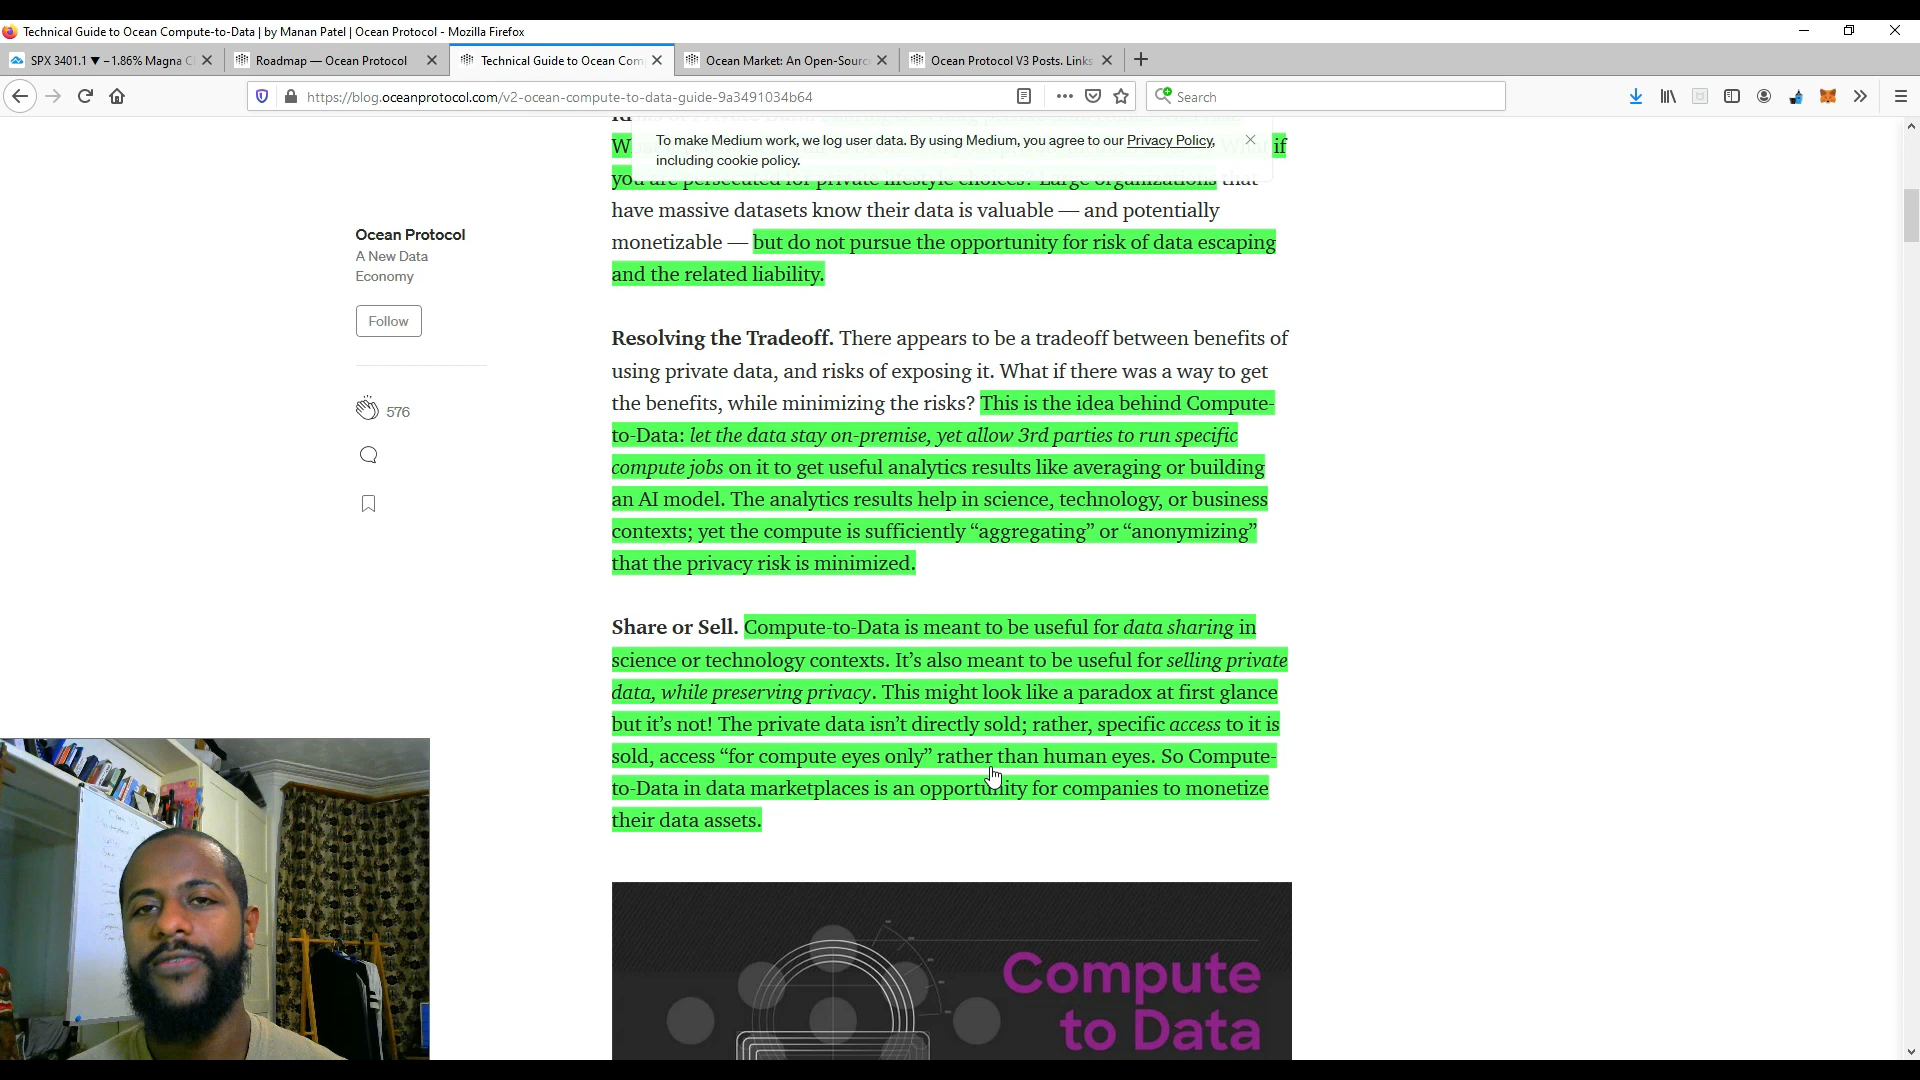 Technical Guide to Ocean Compute-to-Data | by Manan Patel | Ocean Protocol - Mozilla Firefox
SPX 3401.1 ▼ −1.86% Magna
Roadmap — Ocean Protocol
Technical Guide to Ocean Com
Ocean Market: An Open-Sourc
Ocean Protocol V3 Posts. Links
https://blog.oceanprotocol.com/v2-ocean-compute-to-data-guide-9a3491034b64
Search
To make Medium work, we log user data. By using Medium, you agree to our Privacy Policy,
including cookie policy.
if
you are persecuted for private lifestyle choices? Large organizations that
have massive datasets know their data is valuable — and potentially
monetizable — but do not pursue the opportunity for risk of data escaping
and the related liability.
Ocean Protocol
A New Data
Economy
Follow
576
Resolving the Tradeoff. There appears to be a tradeoff between benefits of
using private data, and risks of exposing it. What if there was a way to get
the benefits, while minimizing the risks? This is the idea behind Compute-
to-Data: let the data stay on-premise, yet allow 3rd parties to run specific
compute jobs on it to get useful analytics results like averaging or building
an AI model. The analytics results help in science, technology, or business
contexts; yet the compute is sufficiently “aggregating” or “anonymizing”
that the privacy risk is minimized.
Share or Sell. Compute-to-Data is meant to be useful for data sharing in
science or technology contexts. It’s also meant to be useful for selling private
data, while preserving privacy. This might look like a paradox at first glance
but it’s not! The private data isn’t directly sold; rather, specific access to it is
sold, access “for compute eyes only” rather than human eyes. So Compute-
to-Data in data marketplaces is an opportunity for companies to monetize
their data assets.
Compute
to Data